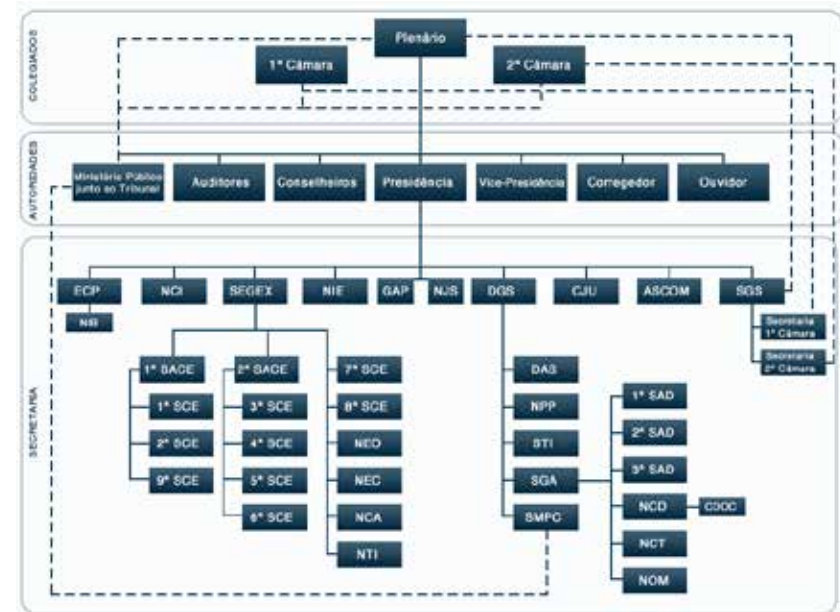 COLEGIADOS
Plenário
1ª Câmara
2ª Câmara
AUTORIDADES
Ministério Público
junto ao Tribunal
Auditores
Conselheiros
Presidência
Vice-Presidência
Corregedor
Ouvidor
SECRETARIA
ECP
NCI
SEGEX
NIE
GAP
NJS
DGS
CJU
ASCOM
SGS
Secretaria
1ª Câmara
Secretaria
2ª Câmara
1ª SACE
1ª SCE
2ª SCE
9ª SCE
2ª SACE
3ª SCE
4ª SCE
5ª SCE
6ª SCE
7ª SCE
8ª SCE
NEC
NCA
NTI
DAS
NPP
STI
SGA
SMPC
1ª SAD
2ª SAD
3ª SAD
NCD
CDOC
NCT
NOM